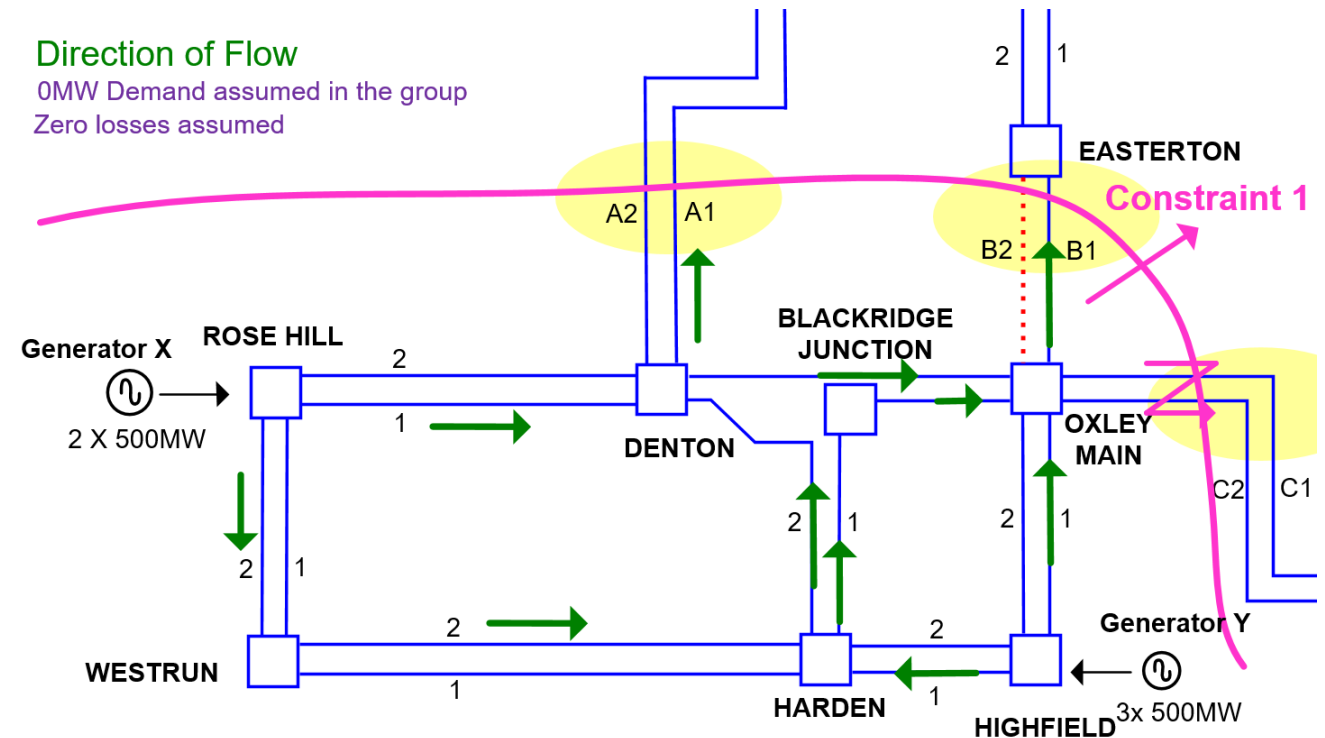 Direction of Flow
0MW Demand assumed in the group
Zero losses assumed
2
1
EASTERTON
Constraint 1
A2
A1
B2
B1
BLACKRIDGE
JUNCTION
ROSE HILL
Generator X
2 X 500MW
2
1
DENTON
OXLEY
MAIN
C2
C1
2
1
2
1
2
1
Generator Y
2
1
WESTRUN
2
1
HARDEN
HIGHFIELD
3x 500MW